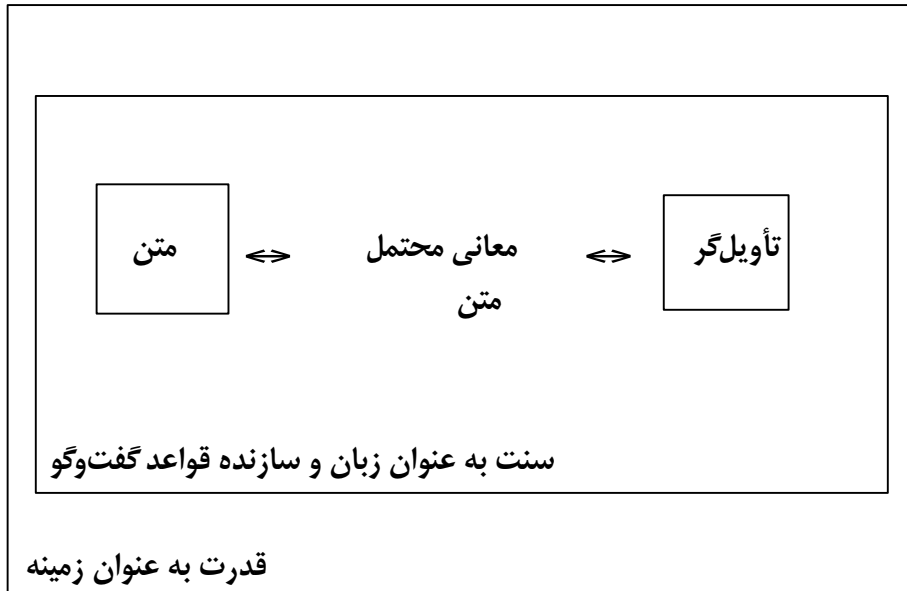 تأویل‌گر
معانی محتمل
متن
متن
سنت به عنوان زبان و سازنده قواعد گفت‌وگو
قدرت به عنوان زمینه